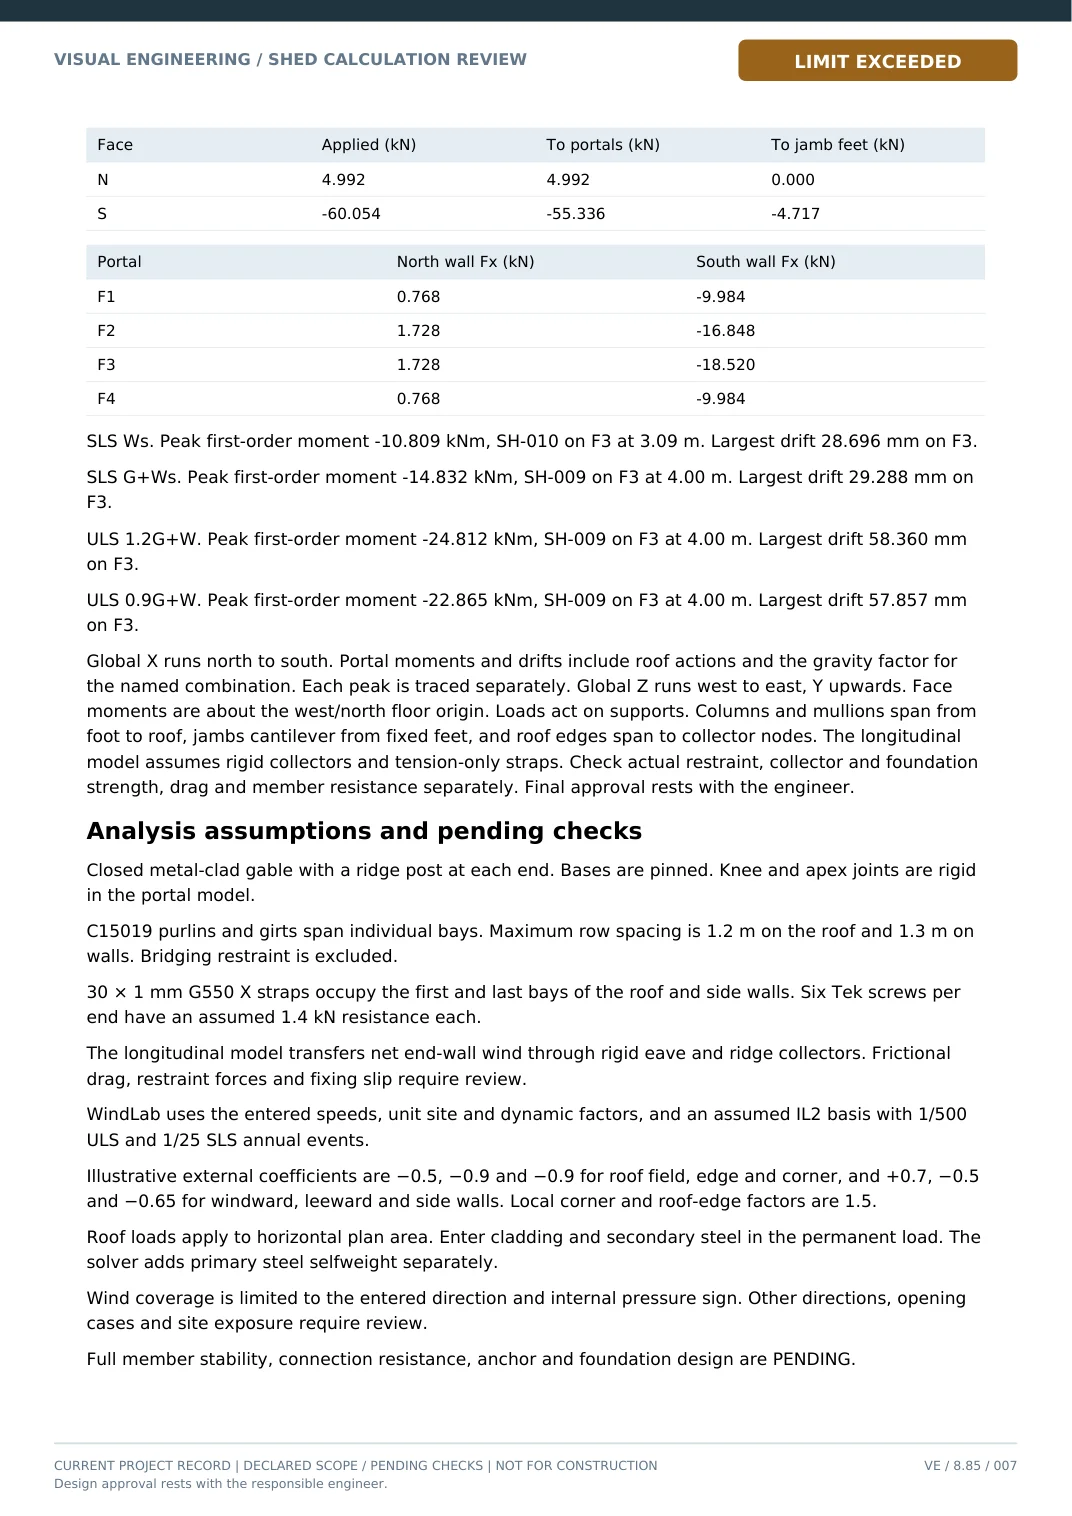 VISUAL ENGINEERING / SHED CALCULATION REVIEW
LIMIT EXCEEDED
Face Applied (kN) To portals (kN) To jamb feet (kN)
N 4.992 4.992 0.000
S -60.054 -55.336 -4.717
Portal North wall Fx (kN) South wall Fx (kN)
F1 0.768 -9.984
F2 1.728 -16.848
F3 1.728 -18.520
F4 0.768 -9.984
SLS Ws. Peak first-order moment -10.809 kNm, SH-010 on F3 at 3.09 m. Largest drift 28.696 mm on F3.
SLS G+Ws. Peak first-order moment -14.832 kNm, SH-009 on F3 at 4.00 m. Largest drift 29.288 mm on
F3.
ULS 1.2G+W. Peak first-order moment -24.812 kNm, SH-009 on F3 at 4.00 m. Largest drift 58.360 mm
on F3.
ULS 0.9G+W. Peak first-order moment -22.865 kNm, SH-009 on F3 at 4.00 m. Largest drift 57.857 mm
on F3.
Global X runs north to south. Portal moments and drifts include roof actions and the gravity factor for
the named combination. Each peak is traced separately. Global Z runs west to east, Y upwards. Face
moments are about the west/north floor origin. Loads act on supports. Columns and mullions span from
foot to roof, jambs cantilever from fixed feet, and roof edges span to collector nodes. The longitudinal
model assumes rigid collectors and tension-only straps. Check actual restraint, collector and foundation
strength, drag and member resistance separately. Final approval rests with the engineer.
Analysis assumptions and pending checks
Closed metal-clad gable with a ridge post at each end. Bases are pinned. Knee and apex joints are rigid
in the portal model.
C15019 purlins and girts span individual bays. Maximum row spacing is 1.2 m on the roof and 1.3 m on
walls. Bridging restraint is excluded.
30 × 1 mm G550 X straps occupy the first and last bays of the roof and side walls. Six Tek screws per
end have an assumed 1.4 kN resistance each.
The longitudinal model transfers net end-wall wind through rigid eave and ridge collectors. Frictional
drag, restraint forces and fixing slip require review.
WindLab uses the entered speeds, unit site and dynamic factors, and an assumed IL2 basis with 1/500
ULS and 1/25 SLS annual events.
Illustrative external coefficients are −0.5, −0.9 and −0.9 for roof field, edge and corner, and +0.7, −0.5
and −0.65 for windward, leeward and side walls. Local corner and roof-edge factors are 1.5.
Roof loads apply to horizontal plan area. Enter cladding and secondary steel in the permanent load. The
solver adds primary steel selfweight separately.
Wind coverage is limited to the entered direction and internal pressure sign. Other directions, opening
cases and site exposure require review.
Full member stability, connection resistance, anchor and foundation design are PENDING.
CURRENT PROJECT RECORD | DECLARED SCOPE / PENDING CHECKS | NOT FOR CONSTRUCTION
VE / 8.85 / 007
Design approval rests with the responsible engineer.